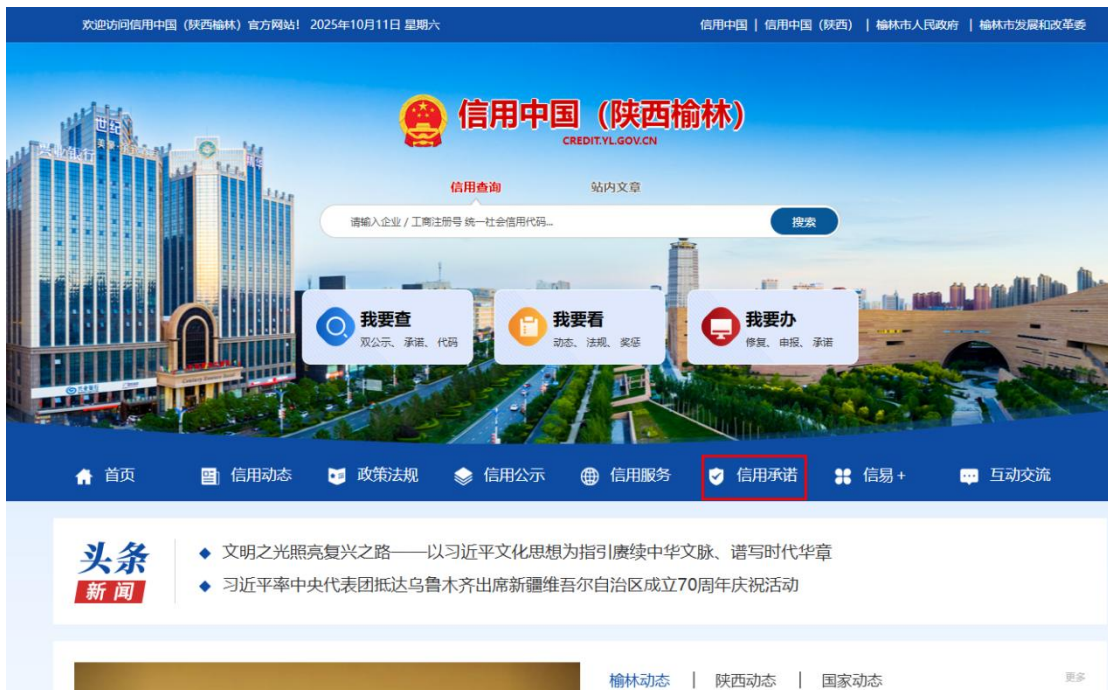 欢迎访问信用中国（陕西榆林）官方网站！ 2025年10月11日 星期六
信用中国 | 信用中国（陕西） | 榆林市人民政府 | 榆林市发展和改革委
信用中国（陕西榆林）
CREDIT.YL.GOV.CN
信用查询 站内文章
请输入企业 / 工商注册号 统一社会信用代码...
搜索
世纪
我要查
双公示、承诺、代码
我要看
动态、法规、奖惩
我要办
修复、申报、承诺
首页 信用动态 政策法规 信用公示 信用服务 信用承诺 信易+ 互动交流
头条
新闻
文明之光照亮复兴之路——以习近平文化思想为指引赓续中华文脉、谱写时代华章
习近平率中央代表团抵达乌鲁木齐出席新疆维吾尔自治区成立70周年庆祝活动
榆林动态 | 陕西动态 | 国家动态 更多